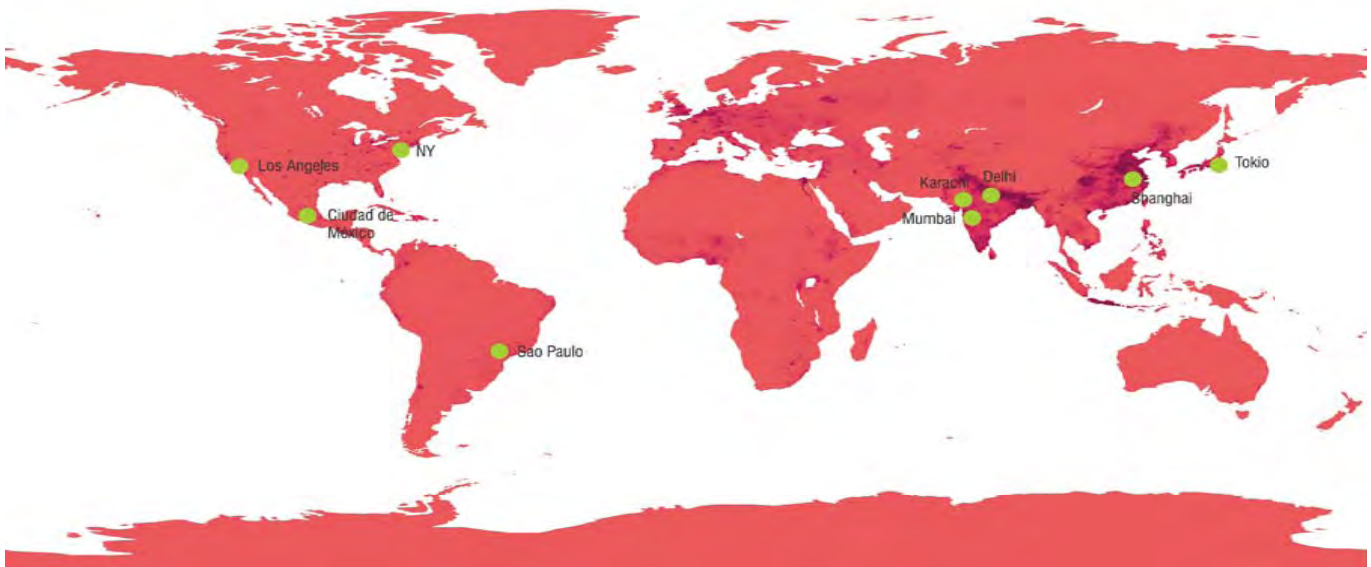 NY
Los Angeles
Ciudad de
México
Sao Paulo
Karachi
Delhi
Mumbai
Shanghai
Tokio